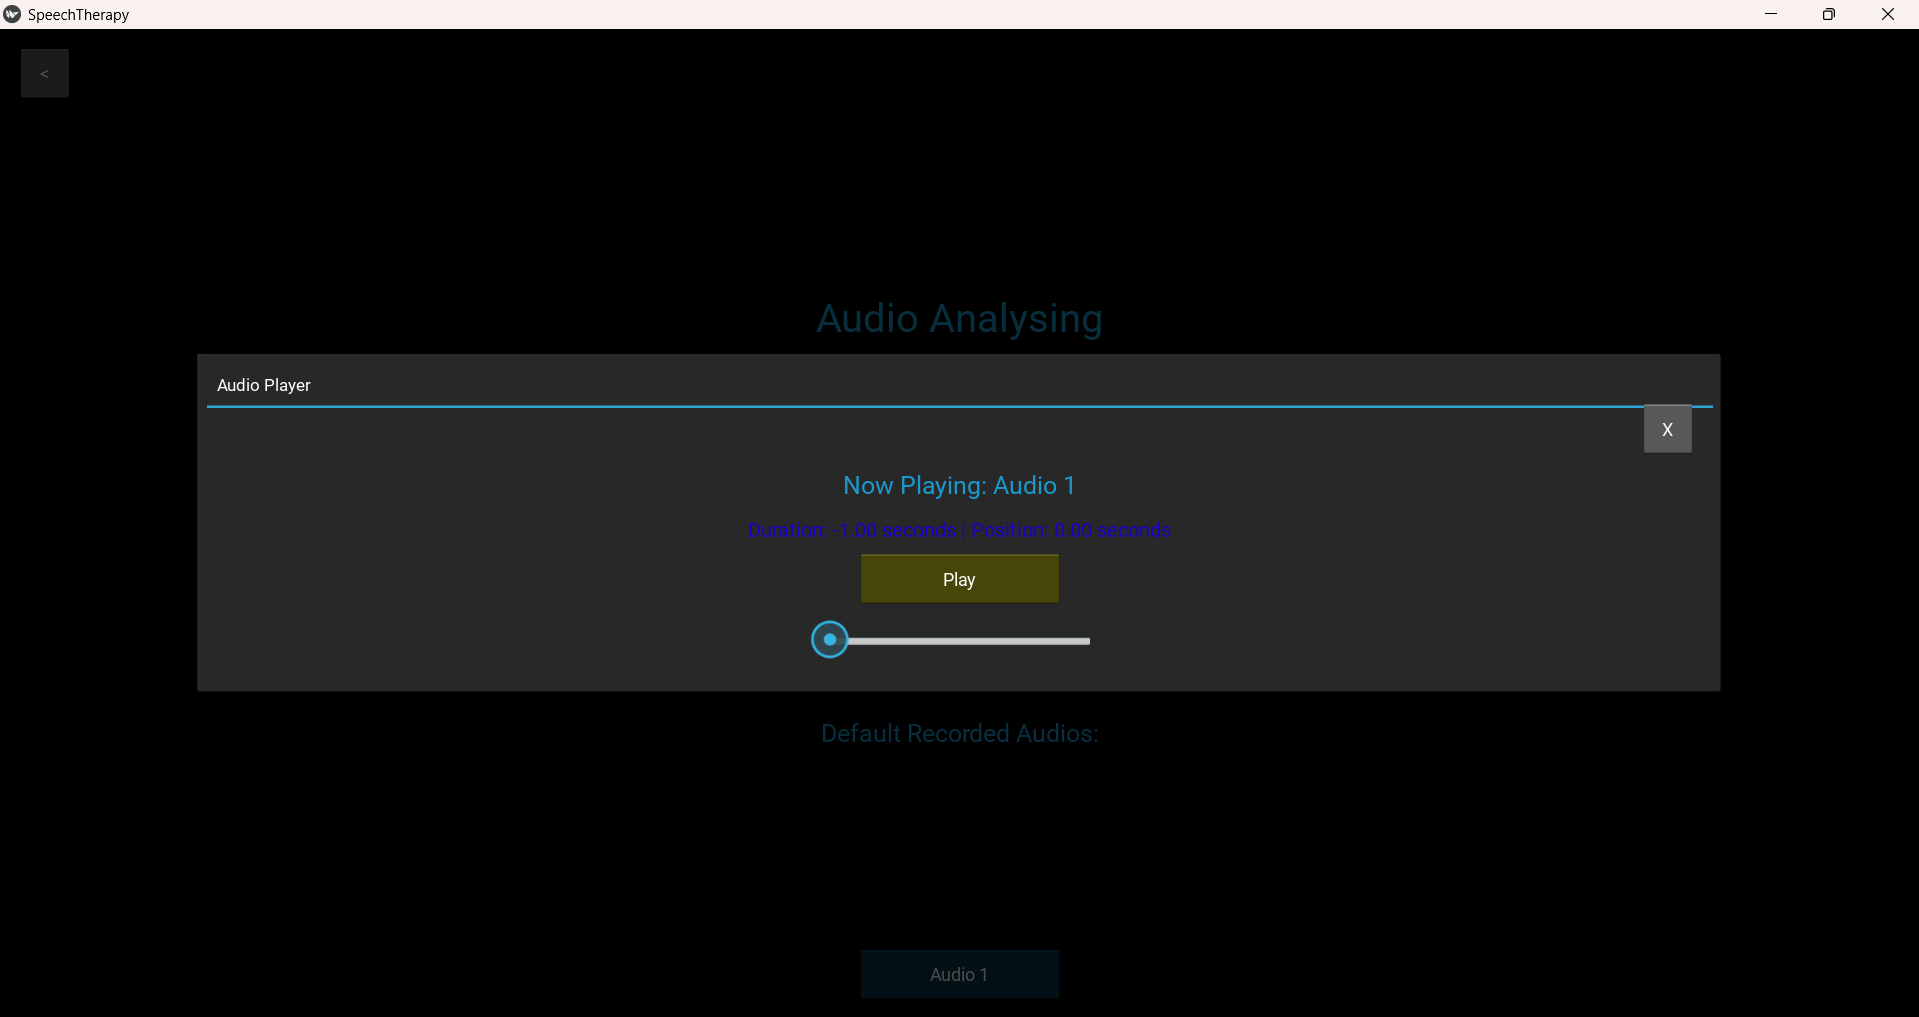 SpeechTherapy
<
Audio Analysing
Audio Player
X
Now Playing: Audio 1
Duration: -1.00 seconds | Position: 0.00 seconds
Play
Default Recorded Audios:
Audio 1